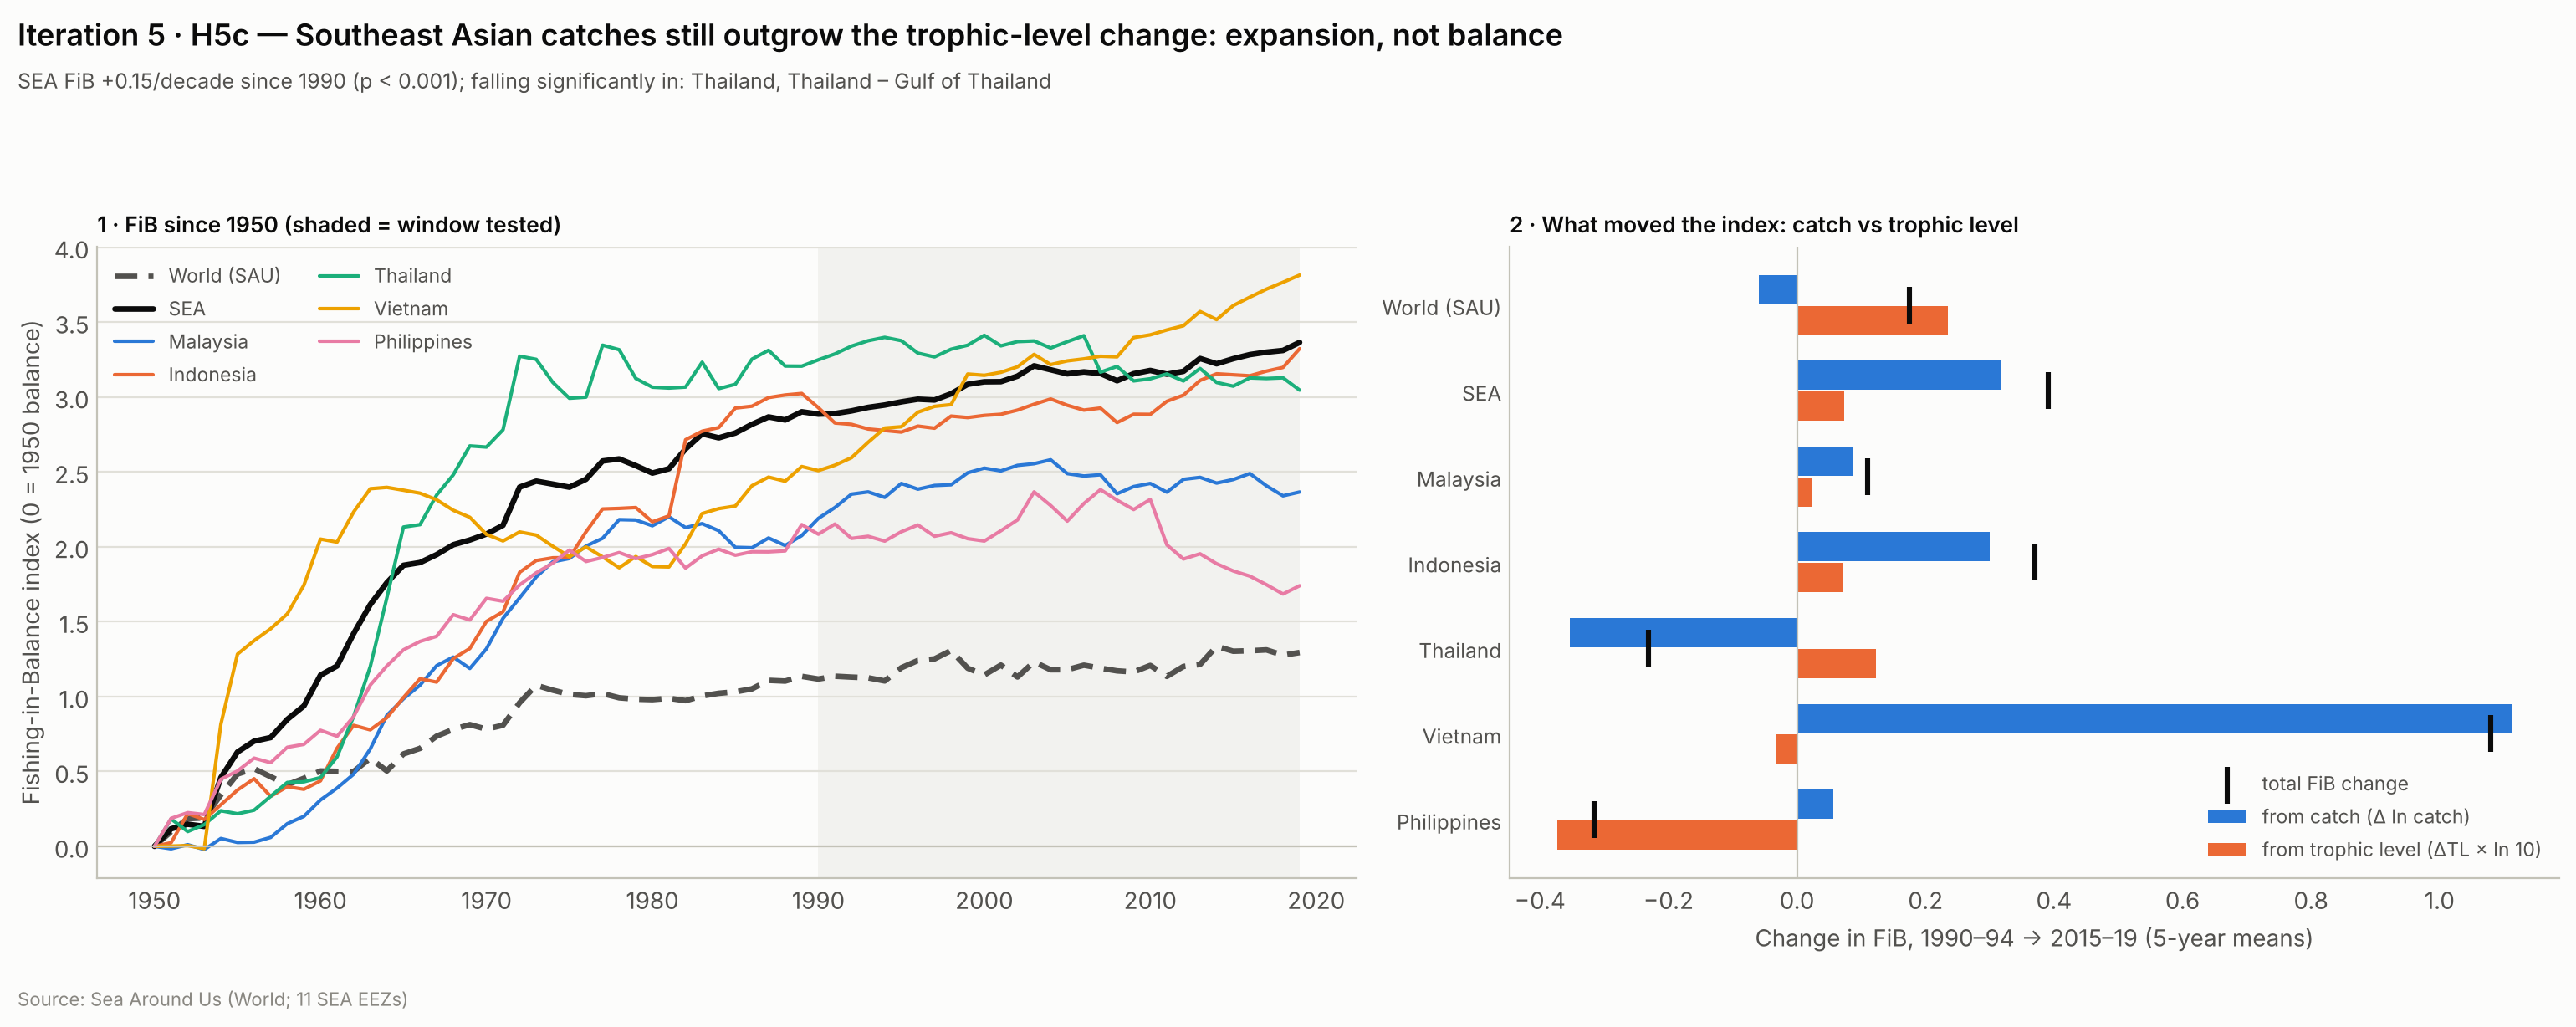 Iteration 5 · H5c — Southeast Asian catches still outgrow the trophic-level change: expansion, not balance
SEA FiB +0.15/decade since 1990 (p < 0.001); falling significantly in: Thailand, Thailand – Gulf of Thailand
1 · FiB since 1950 (shaded = window tested)
Fishing-in-Balance index (0 = 1950 balance)
4.0
3.5
3.0
2.5
2.0
1.5
1.0
0.5
0.0
World (SAU)
SEA
Malaysia
Indonesia
Thailand
Vietnam
Philippines
1950 1960 1970 1980 1990 2000 2010 2020
2 · What moved the index: catch vs trophic level
World (SAU)
SEA
Malaysia
Indonesia
Thailand
Vietnam
Philippines
total FiB change
from catch (Δ ln catch)
from trophic level (ΔTL × ln 10)
−0.4 −0.2 0.0 0.2 0.4 0.6 0.8 1.0
Change in FiB, 1990–94 → 2015–19 (5-year means)
Source: Sea Around Us (World; 11 SEA EEZs)